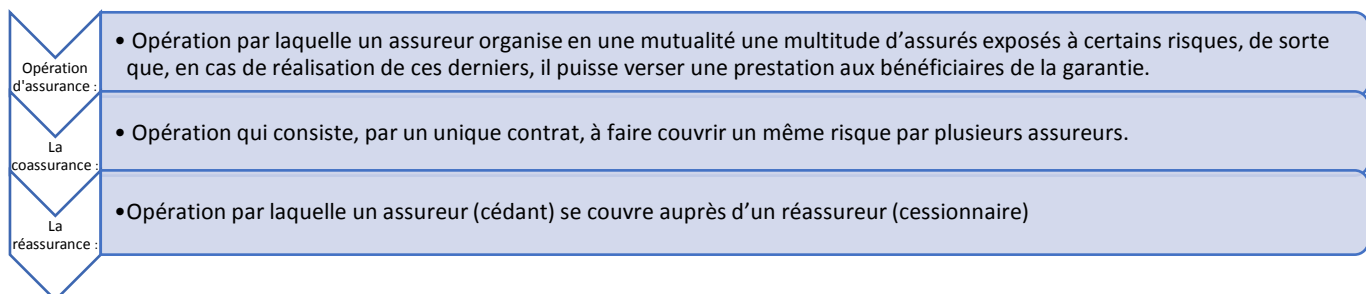 Opération
d'assurance :
• Opération par laquelle un assureur organise en une mutualité une multitude d’assurés exposés à certains risques, de sorte
que, en cas de réalisation de ces derniers, il puisse verser une prestation aux bénéficiaires de la garantie.
La
coassurance :
• Opération qui consiste, par un unique contrat, à faire couvrir un même risque par plusieurs assureurs.
La
réassurance :
•Opération par laquelle un assureur (cédant) se couvre auprès d’un réassureur (cessionnaire)